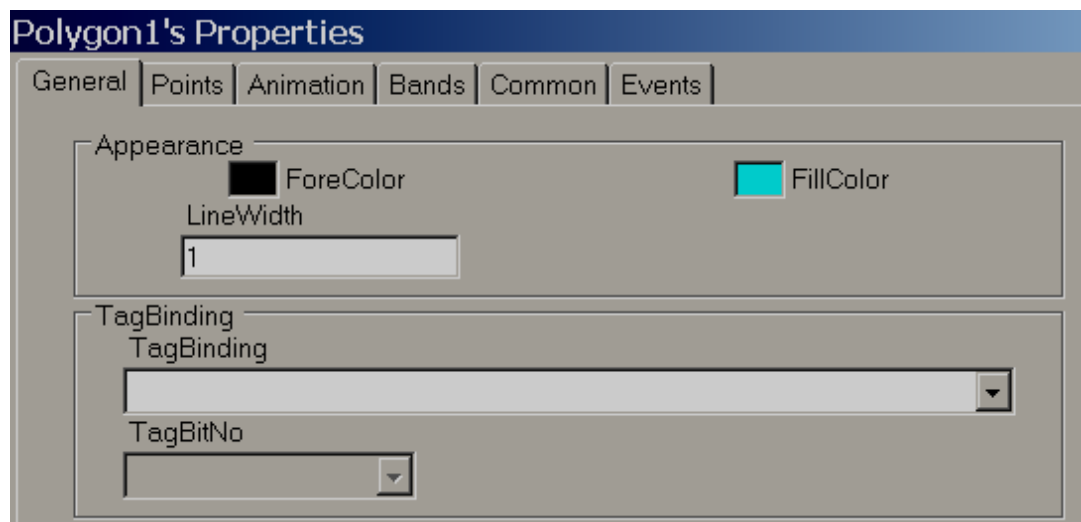 Polygon1's Properties
General Points Animation Bands Common Events
Appearance
ForeColor FillColor
LineWidth
1
TagBinding
TagBinding
TagBitNo